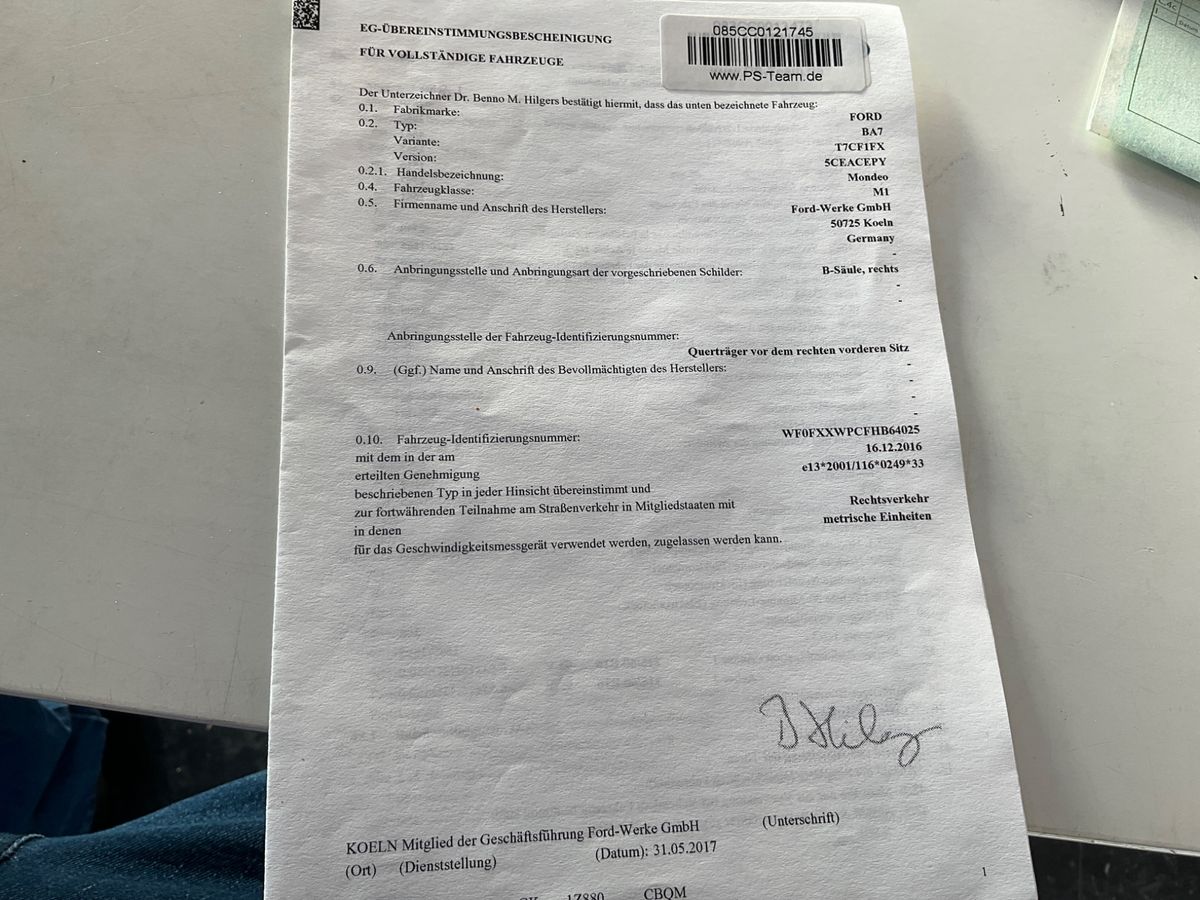 085CC0121745
www.PS-Team.de
EG-ÜBEREINSTIMMUNGSBESCHEINIGUNG
FÜR VOLLSTÄNDIGE FAHRZEUGE
Der Unterzeichner Dr. Benno M. Hilgers bestätigt hiermit, dass das unten bezeichnete Fahrzeug:
0.1. Fabrikmarke: FORD
0.2. Typ: BA7
Variante: T7CF1FX
Version: 5CEACEPY
0.2.1. Handelsbezeichnung: Mondeo
0.4. Fahrzeugklasse: M1
0.5. Firmenname und Anschrift des Herstellers: Ford-Werke GmbH
50725 Koeln
Germany
-
0.6. Anbringungsstelle und Anbringungsart der vorgeschriebenen Schilder: B-Säule, rechts
-
-
Anbringungsstelle der Fahrzeug-Identifizierungsnummer:
Querträger vor dem rechten vorderen Sitz
0.9. (Ggf.) Name und Anschrift des Bevollmächtigten des Herstellers: -
-
-
-
0.10. Fahrzeug-Identifizierungsnummer: WF0FXXWPCFHB64025
mit dem in der am 16.12.2016
erteilten Genehmigung e13*2001/116*0249*33
beschriebenen Typ in jeder Hinsicht übereinstimmt und
zur fortwährenden Teilnahme am Straßenverkehr in Mitgliedstaaten mit Rechtsverkehr
in denen metrische Einheiten
für das Geschwindigkeitsmessgerät verwendet werden, zugelassen werden kann.
B Hilgers
KOELN Mitglied der Geschäftsführung Ford-Werke GmbH (Unterschrift)
(Ort) (Dienststellung) (Datum): 31.05.2017
1
1Z880 CBQM